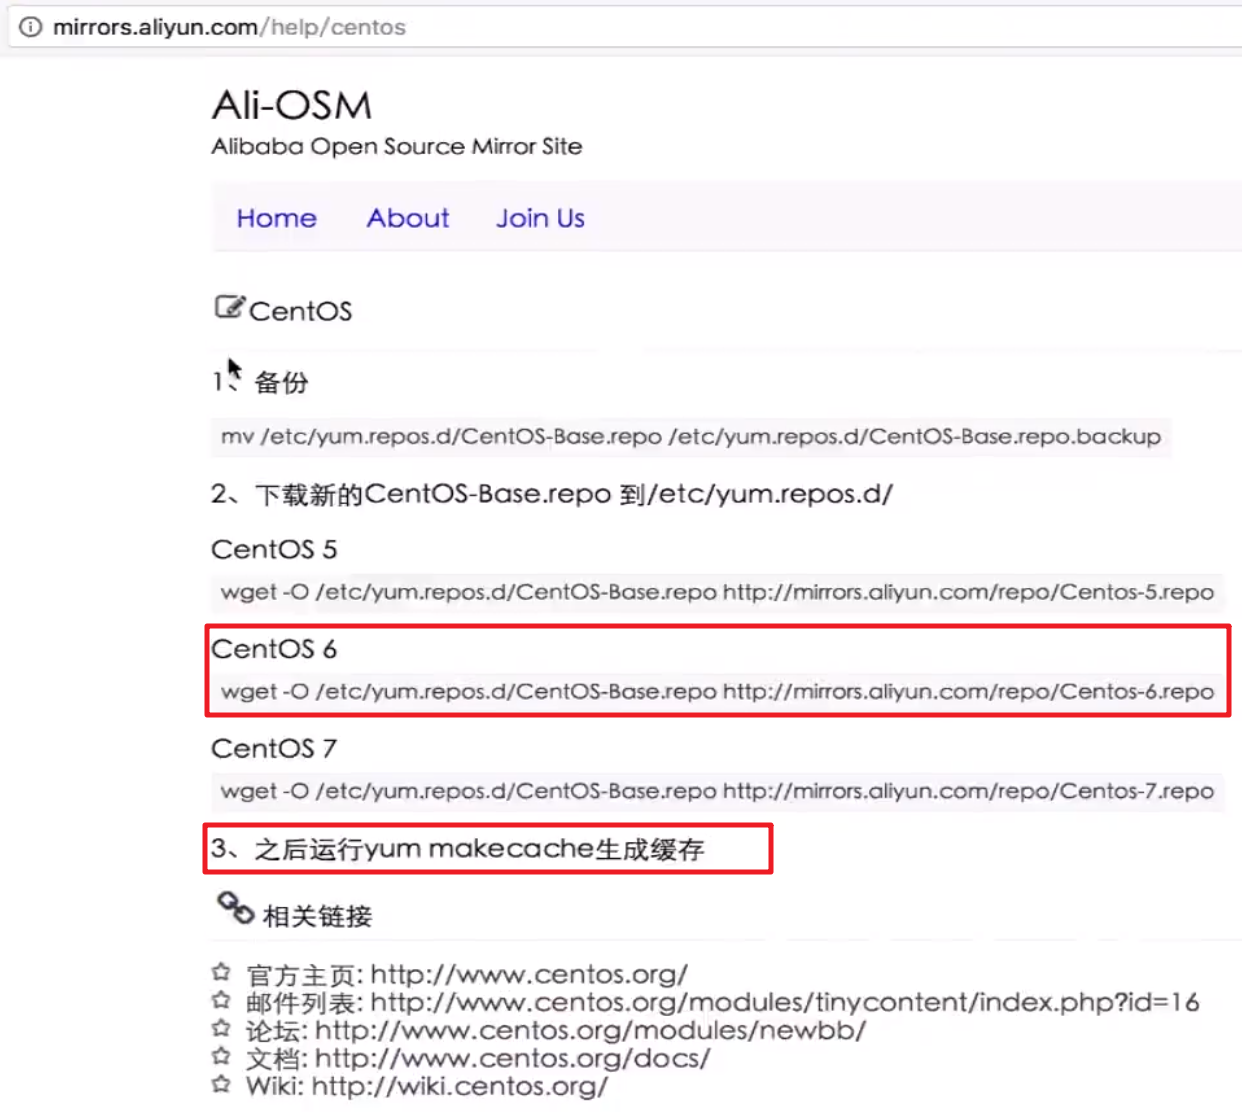 mirrors.aliyun.com/help/centos
Ali-OSM
Alibaba Open Source Mirror Site
Home About Join Us
CentOS
1、备份
mv /etc/yum.repos.d/CentOS-Base.repo /etc/yum.repos.d/CentOS-Base.repo.backup
2、下载新的CentOS-Base.repo 到/etc/yum.repos.d/
CentOS 5
wget -O /etc/yum.repos.d/CentOS-Base.repo http://mirrors.aliyun.com/repo/Centos-5.repo
CentOS 6
wget -O /etc/yum.repos.d/CentOS-Base.repo http://mirrors.aliyun.com/repo/Centos-6.repo
CentOS 7
wget -O /etc/yum.repos.d/CentOS-Base.repo http://mirrors.aliyun.com/repo/Centos-7.repo
3、之后运行yum makecache生成缓存
相关链接
官方主页: http://www.centos.org/
邮件列表: http://www.centos.org/modules/tinycontent/index.php?id=16
论坛: http://www.centos.org/modules/newbb/
文档: http://www.centos.org/docs/
Wiki: http://wiki.centos.org/